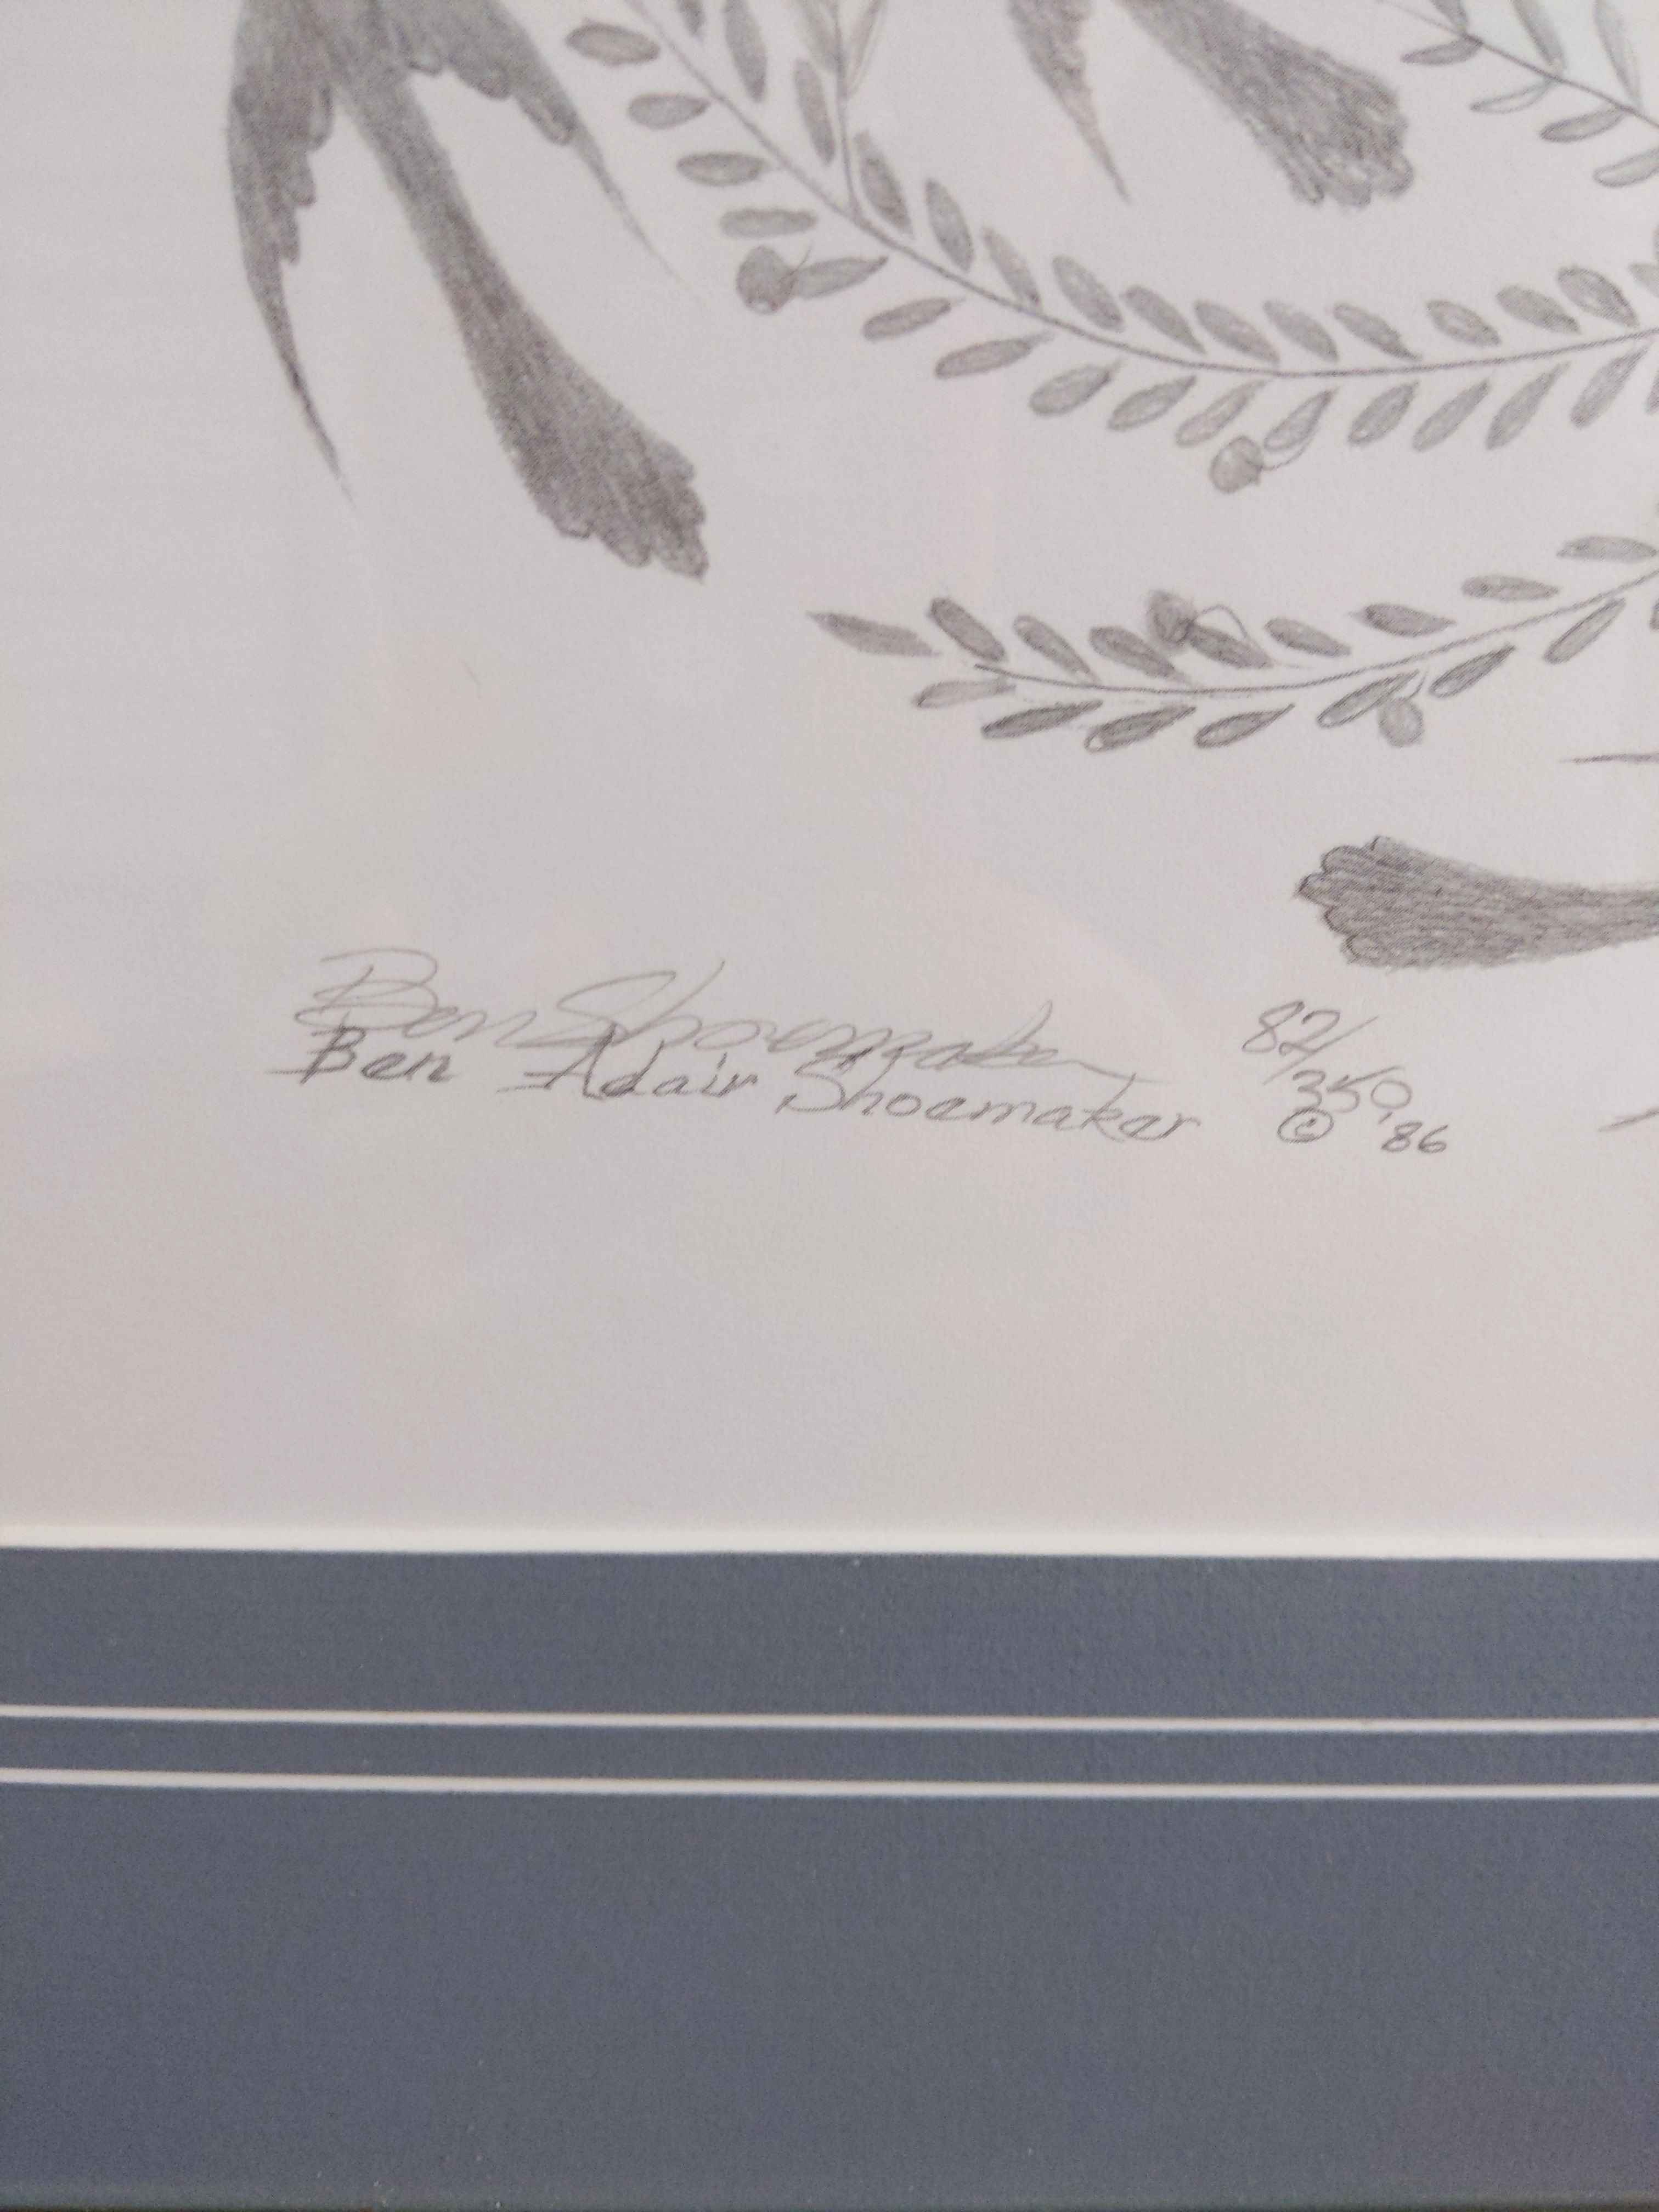 Ben Shoemaker
Ben Adair Shoemaker
82/
350
© '86